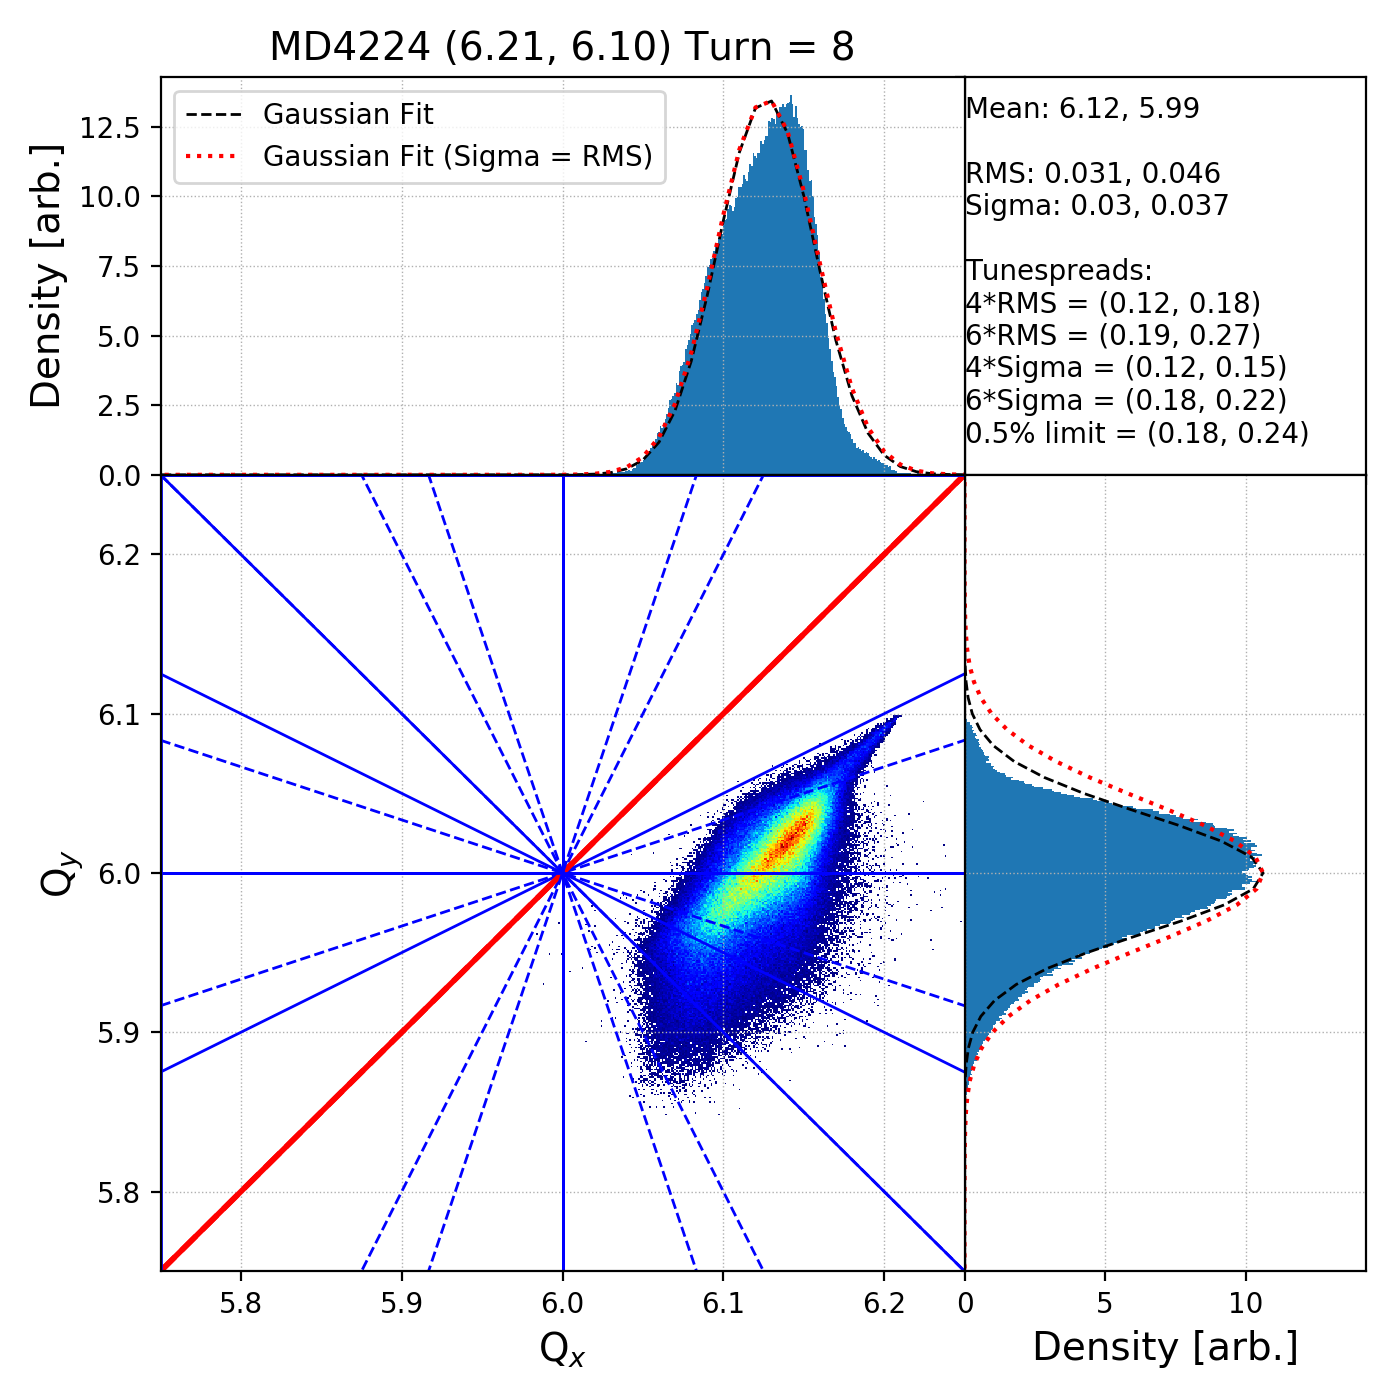 MD4224 (6.21, 6.10) Turn = 8
Gaussian Fit
Gaussian Fit (Sigma = RMS)
Density [arb.]
12.5
10.0
7.5
5.0
2.5
0.0
Mean: 6.12, 5.99
RMS: 0.031, 0.046
Sigma: 0.03, 0.037
Tunespreads:
4*RMS = (0.12, 0.18)
6*RMS = (0.19, 0.27)
4*Sigma = (0.12, 0.15)
6*Sigma = (0.18, 0.22)
0.5% limit = (0.18, 0.24)
Qy
6.2
6.1
6.0
5.9
5.8
5.8 5.9 6.0 6.1 6.2
Qx
0 5 10
Density [arb.]